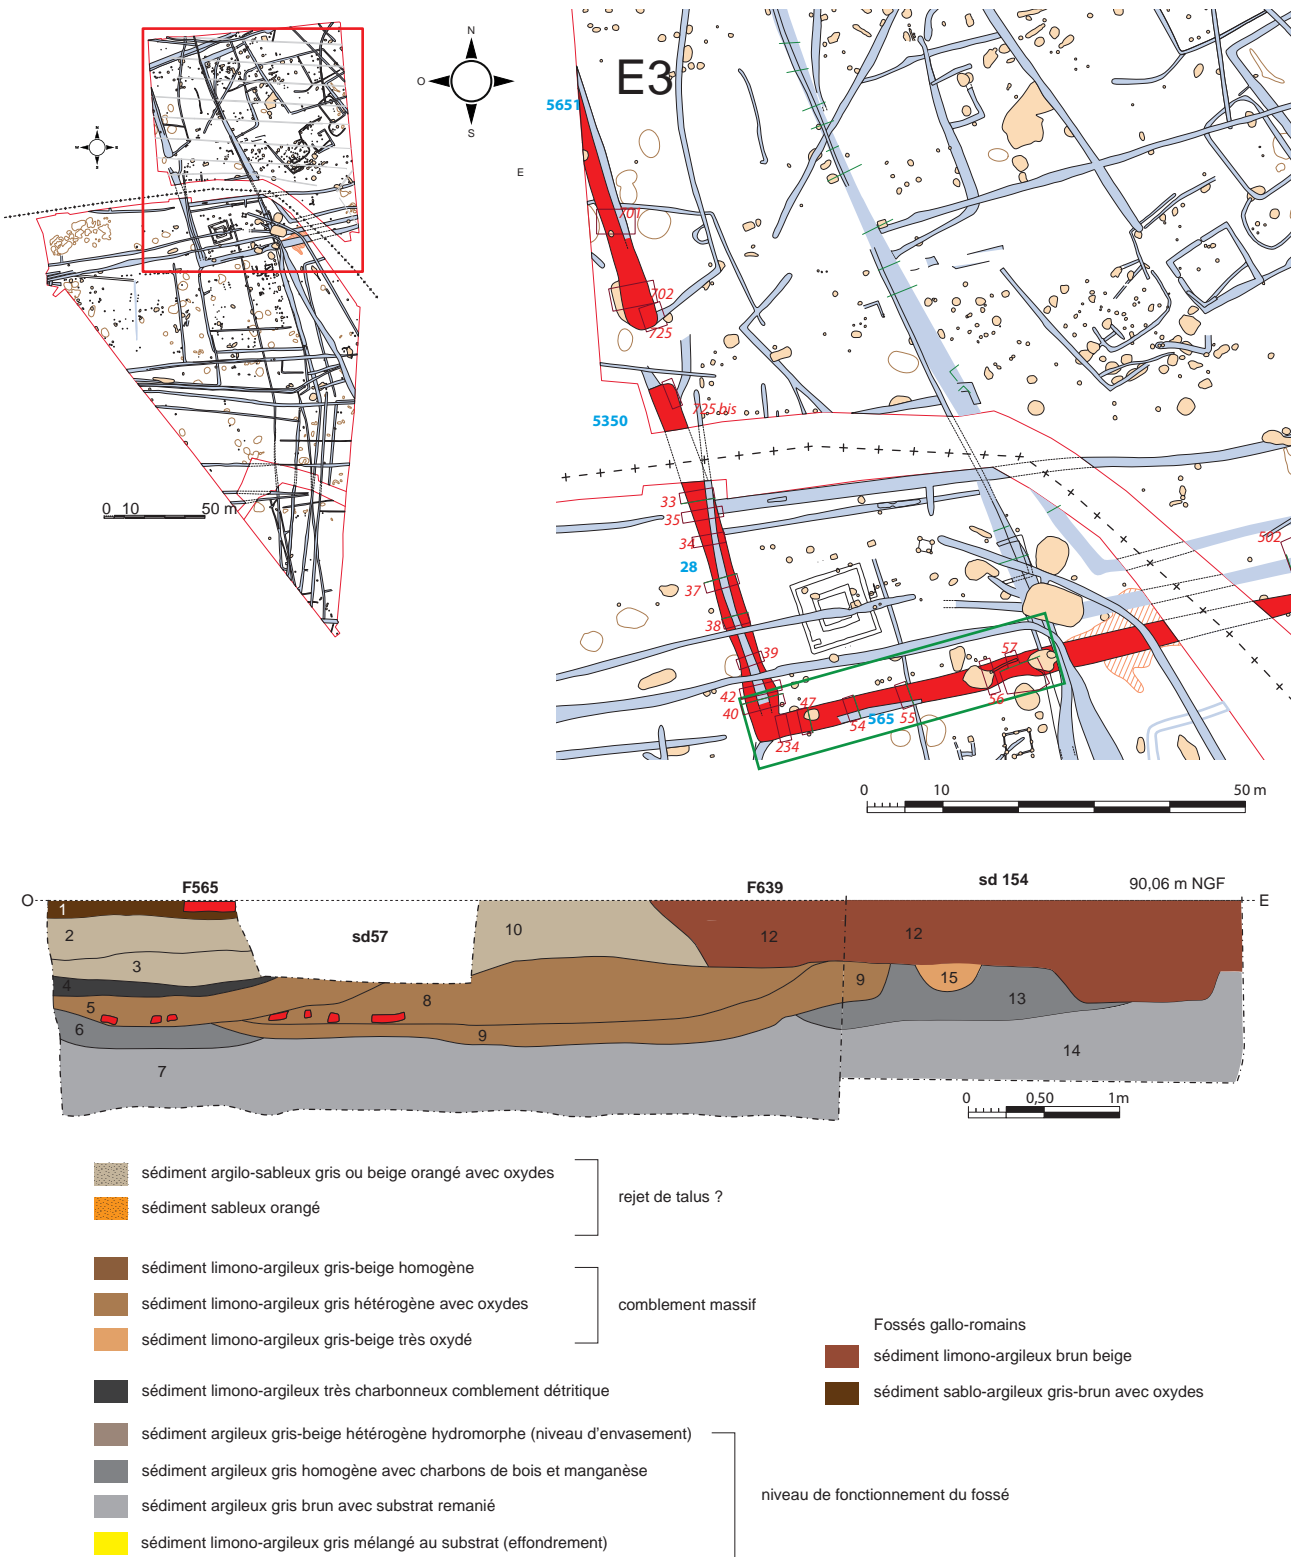 N
O
S
E
N
E
S
0 10 50 m
E3
5651
701
702
725
725 bis
5350
33
35
34
28
37
38
39
42
40
47
234
54
565
55
56
57
502
0 10 50 m
O
F565
sd57
F639
sd 154
90,06 m NGF
E
1
2
3
4
5
6
7
8
9
10
12
12
9
15
13
14
0 0,50 1m
sédiment argilo-sableux gris ou beige orangé avec oxydes
sédiment sableux orangé
rejet de talus ?
sédiment limono-argileux gris-beige homogène
sédiment limono-argileux gris hétérogène avec oxydes
sédiment limono-argileux gris-beige très oxydé
comblement massif
Fossés gallo-romains
sédiment limono-argileux brun beige
sédiment sablo-argileux gris-brun avec oxydes
sédiment limono-argileux très charbonneux comblement détritique
sédiment argileux gris-beige hétérogène hydromorphe (niveau d'envasement)
sédiment argileux gris homogène avec charbons de bois et manganèse
sédiment argileux gris brun avec substrat remanié
sédiment limono-argileux gris mélangé au substrat (effondrement)
niveau de fonctionnement du fossé